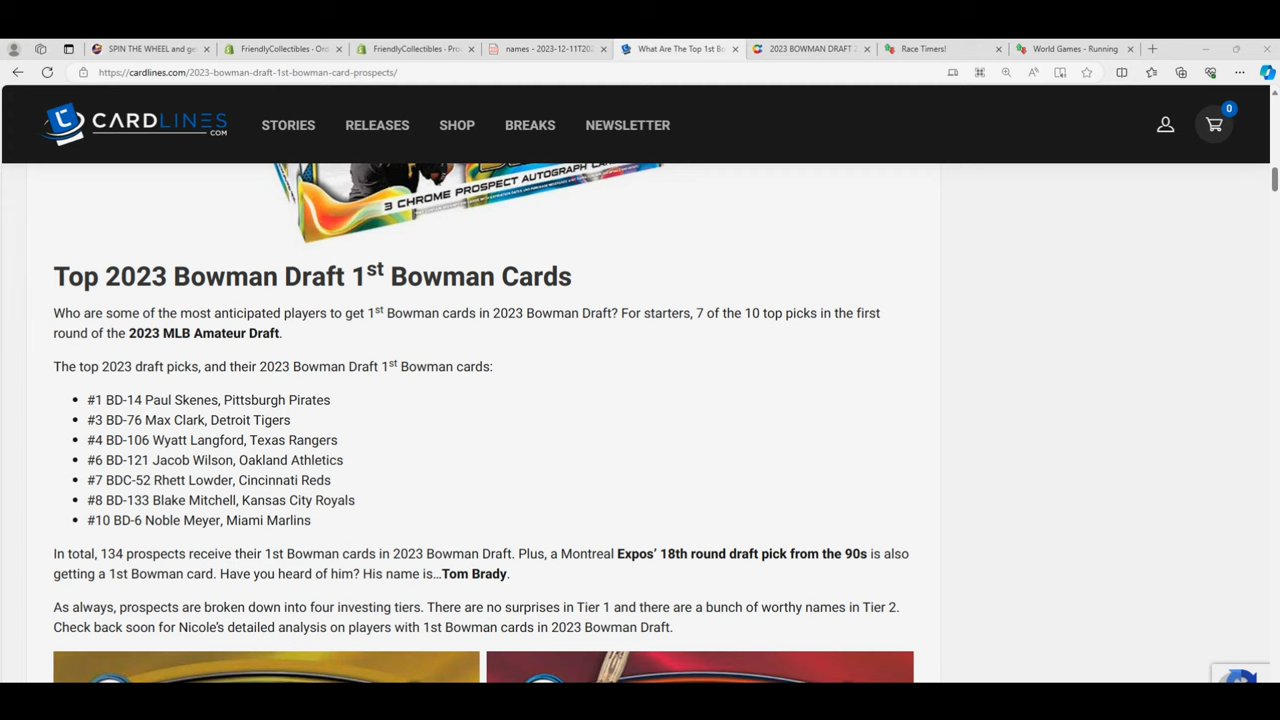 SPIN THE WHEEL and ge
FriendlyCollectibles · Ord
FriendlyCollectibles · Pro
names - 2023-12-11T202
What Are The Top 1st Bo
2023 BOWMAN DRAFT 2
Race Timers!
World Games - Running
https://cardlines.com/2023-bowman-draft-1st-bowman-card-prospects/
CARDLINES
.COM
STORIES RELEASES SHOP BREAKS NEWSLETTER
0
3 CHROME PROSPECT AUTOGRAPH CAR
Top 2023 Bowman Draft 1st Bowman Cards
Who are some of the most anticipated players to get 1st Bowman cards in 2023 Bowman Draft? For starters, 7 of the 10 top picks in the first
round of the 2023 MLB Amateur Draft.
The top 2023 draft picks, and their 2023 Bowman Draft 1st Bowman cards:
#1 BD-14 Paul Skenes, Pittsburgh Pirates
#3 BD-76 Max Clark, Detroit Tigers
#4 BD-106 Wyatt Langford, Texas Rangers
#6 BD-121 Jacob Wilson, Oakland Athletics
#7 BDC-52 Rhett Lowder, Cincinnati Reds
#8 BD-133 Blake Mitchell, Kansas City Royals
#10 BD-6 Noble Meyer, Miami Marlins
In total, 134 prospects receive their 1st Bowman cards in 2023 Bowman Draft. Plus, a Montreal Expos’ 18th round draft pick from the 90s is also
getting a 1st Bowman card. Have you heard of him? His name is…Tom Brady.
As always, prospects are broken down into four investing tiers. There are no surprises in Tier 1 and there are a bunch of worthy names in Tier 2.
Check back soon for Nicole’s detailed analysis on players with 1st Bowman cards in 2023 Bowman Draft.